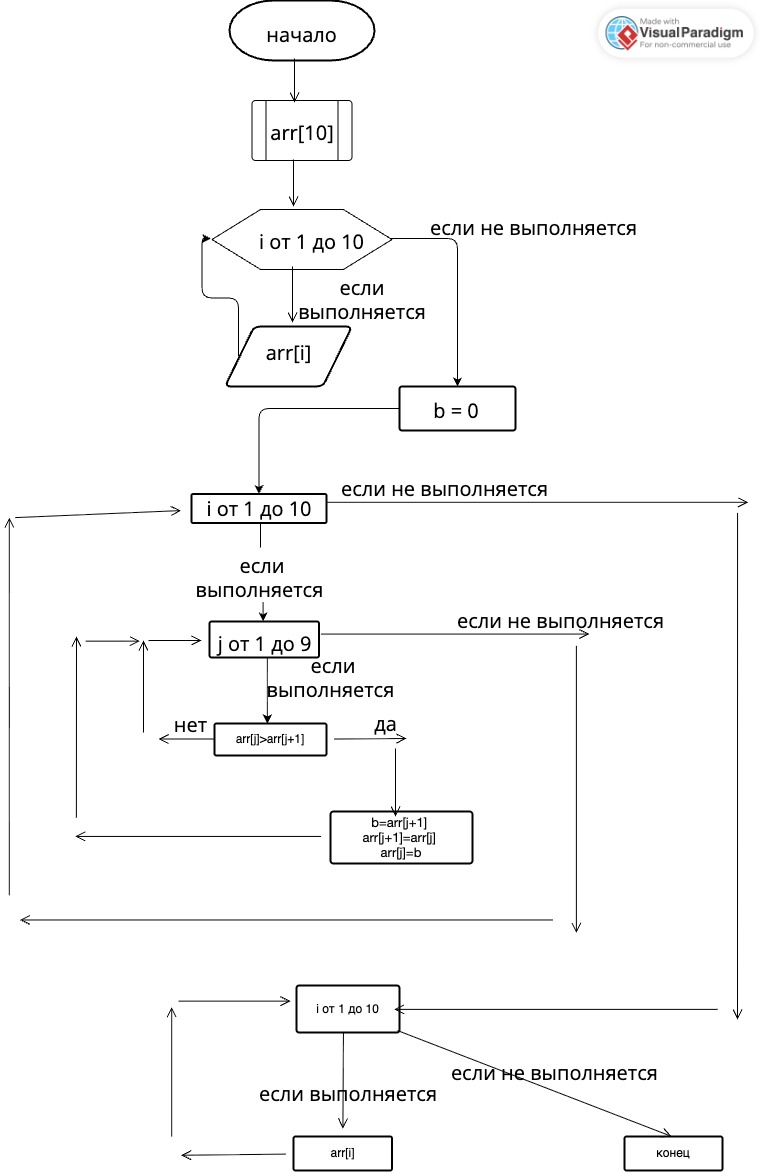 начало
Made with
VisualParadigm
For non-commercial use
arr[10]
если не выполняется
i от 1 до 10
если
выполняется
arr[i]
b = 0
если не выполняется
i от 1 до 10
если
выполняется
если не выполняется
j от 1 до 9
если
выполняется
нет
да
arr[j]>arr[j+1]
b=arr[j+1]
arr[j+1]=arr[j]
arr[j]=b
i от 1 до 10
если не выполняется
если выполняется
arr[i]
конец